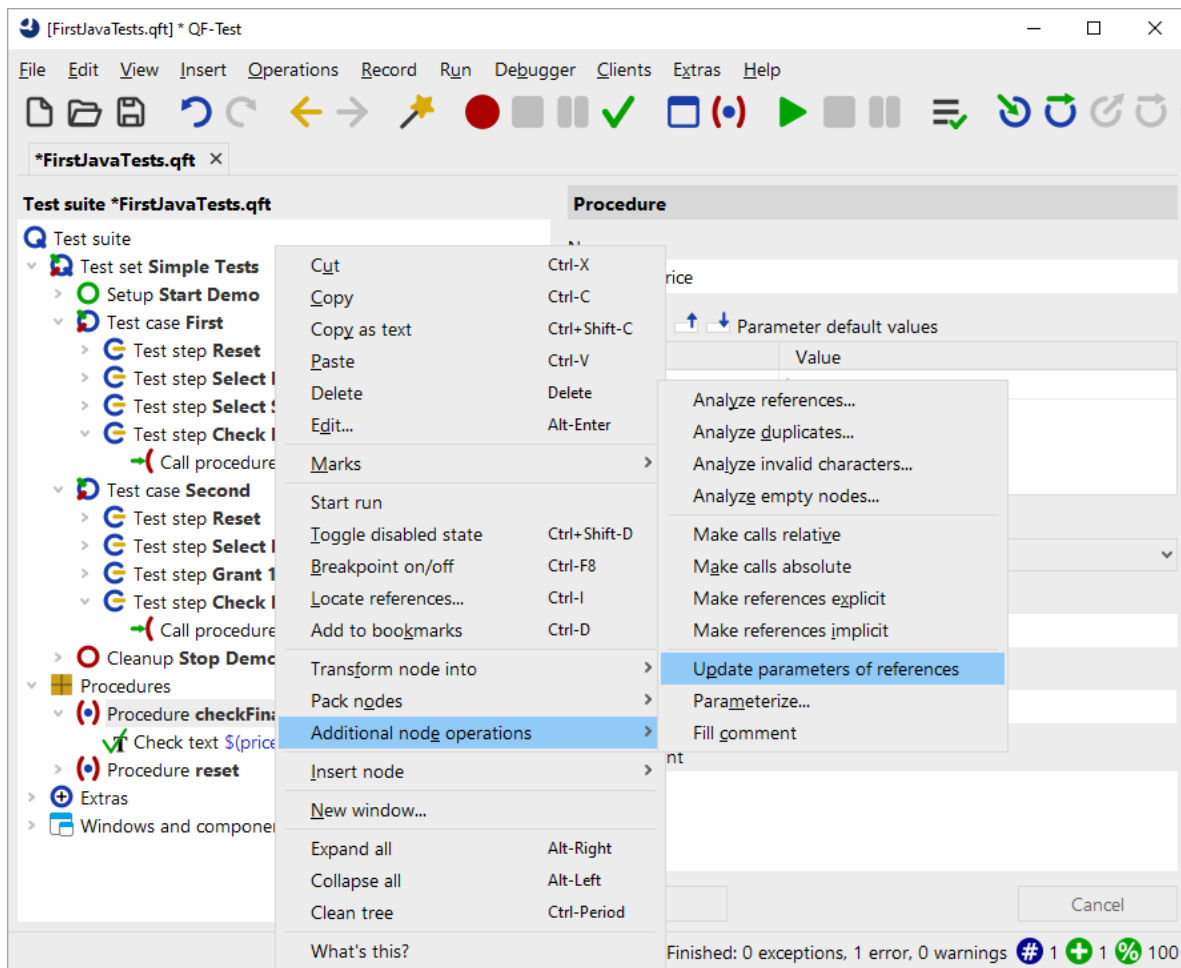 [FirstJavaTests.qft] * QF-Test
File Edit View Insert Operations Record Run Debugger Clients Extras Help
*FirstJavaTests.qft
Test suite *FirstJavaTests.qft
Test suite
Test set Simple Tests
Setup Start Demo
Test case First
Test step Reset
Test step Select
Test step Select
Test step Check
Call procedure
Test case Second
Test step Reset
Test step Select
Test step Grant 1
Test step Check
Call procedure
Cleanup Stop Demo
Procedures
Procedure checkFina
Check text $(price
Procedure reset
Extras
Windows and componen
Cut Ctrl-X
Copy Ctrl-C
Copy as text Ctrl+Shift-C
Paste Ctrl-V
Delete Delete
Edit... Alt-Enter
Marks
Start run
Toggle disabled state Ctrl+Shift-D
Breakpoint on/off Ctrl-F8
Locate references... Ctrl-I
Add to bookmarks Ctrl-D
Transform node into
Pack nodes
Additional node operations
Insert node
New window...
Expand all Alt-Right
Collapse all Alt-Left
Clean tree Ctrl-Period
What's this?
Analyze references...
Analyze duplicates...
Analyze invalid characters...
Analyze empty nodes...
Make calls relative
Make calls absolute
Make references explicit
Make references implicit
Update parameters of references
Parameterize...
Fill comment
Procedure
rice
Parameter default values
Value
nt
Cancel
Finished: 0 exceptions, 1 error, 0 warnings # 1 1 % 100